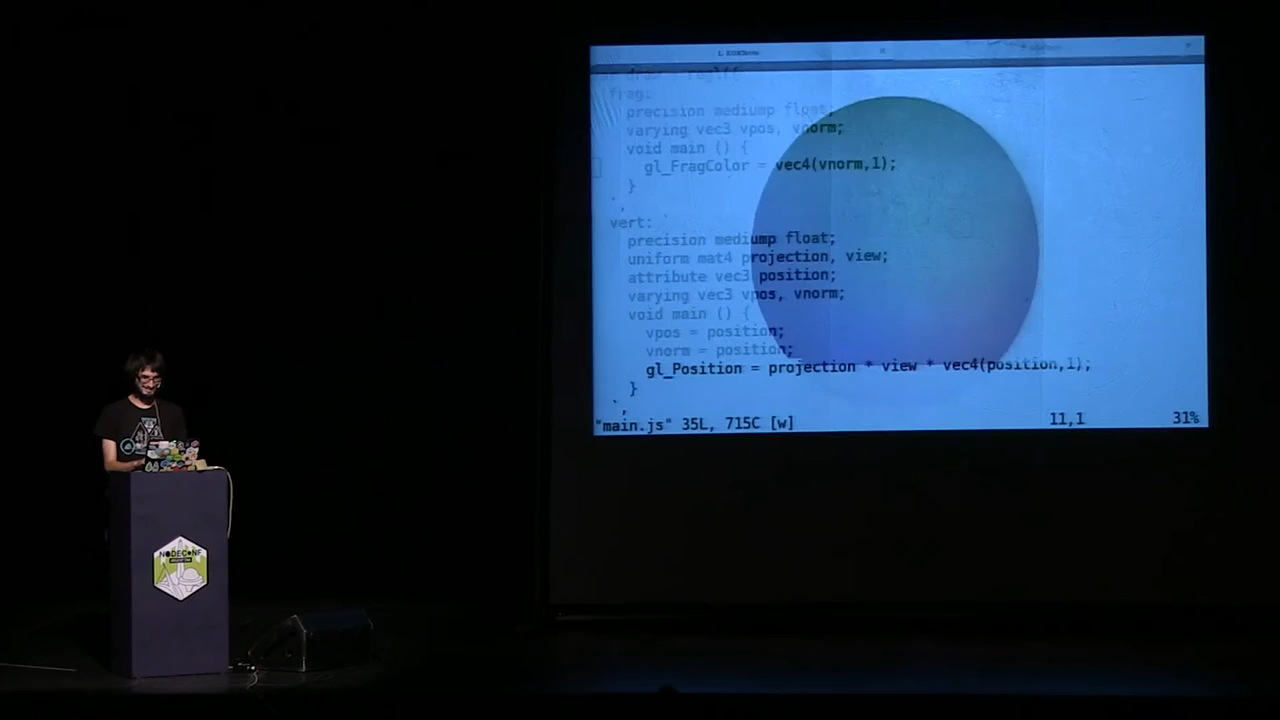 frag: `
precision mediump float;
varying vec3 vpos, vnorm;
void main () {
gl_FragColor = vec4(vnorm,1);
}
`,
vert: `
precision mediump float;
uniform mat4 projection, view;
attribute vec3 position;
varying vec3 vpos, vnorm;
void main () {
vpos = position;
vnorm = position;
gl_Position = projection * view * vec4(position,1);
}
`,
"main.js" 35L, 715C [w] 11,1 31%
NODECONF
ARGENTINA